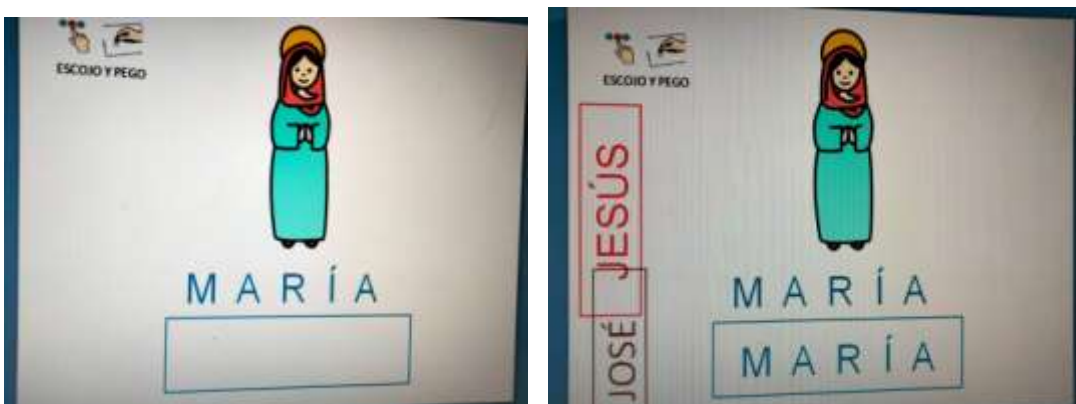 ESCOJO Y PEGO
MARÍA
ESCOJO Y PEGO
JESÚS
JOSÉ
MARÍA
MARÍA